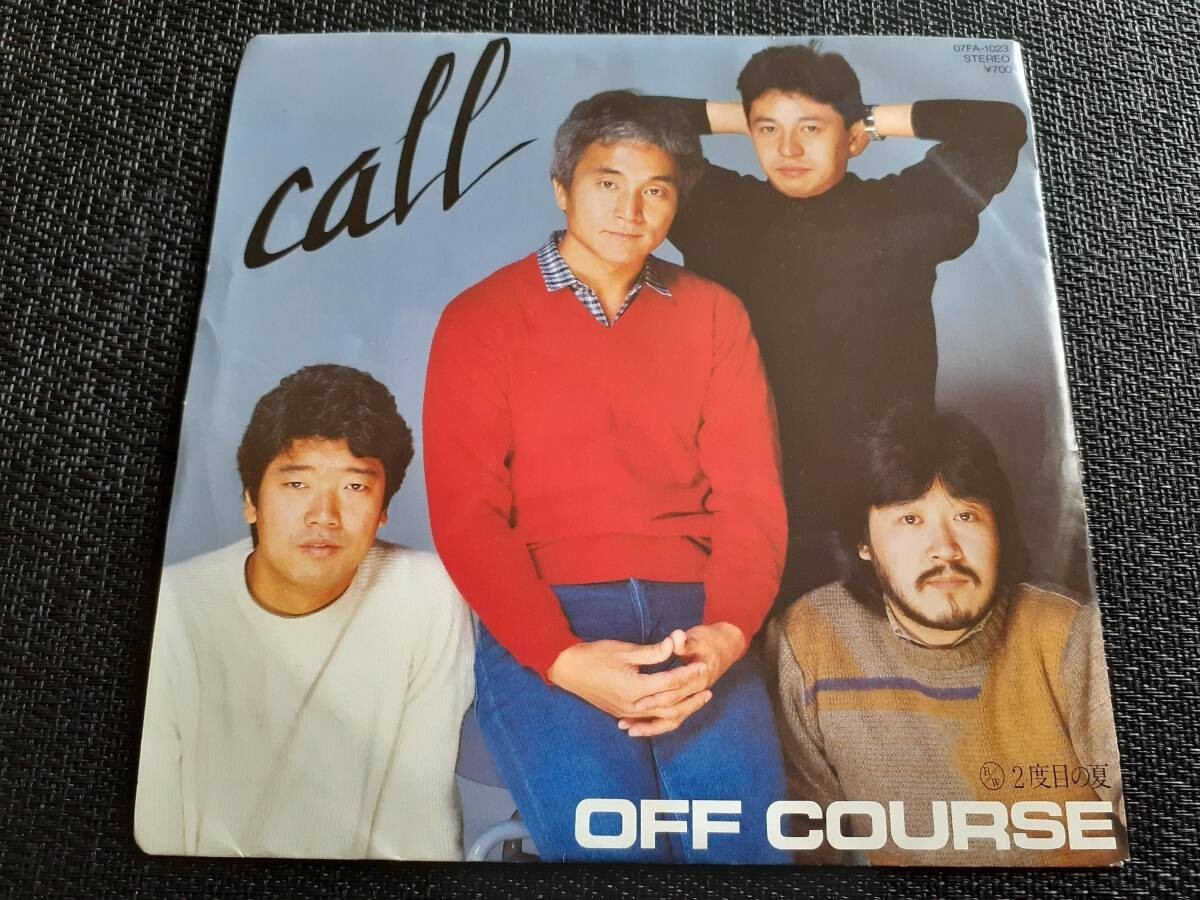 call
07FA-1023
STEREO
¥700
B/W 2度目の夏
OFF COURSE